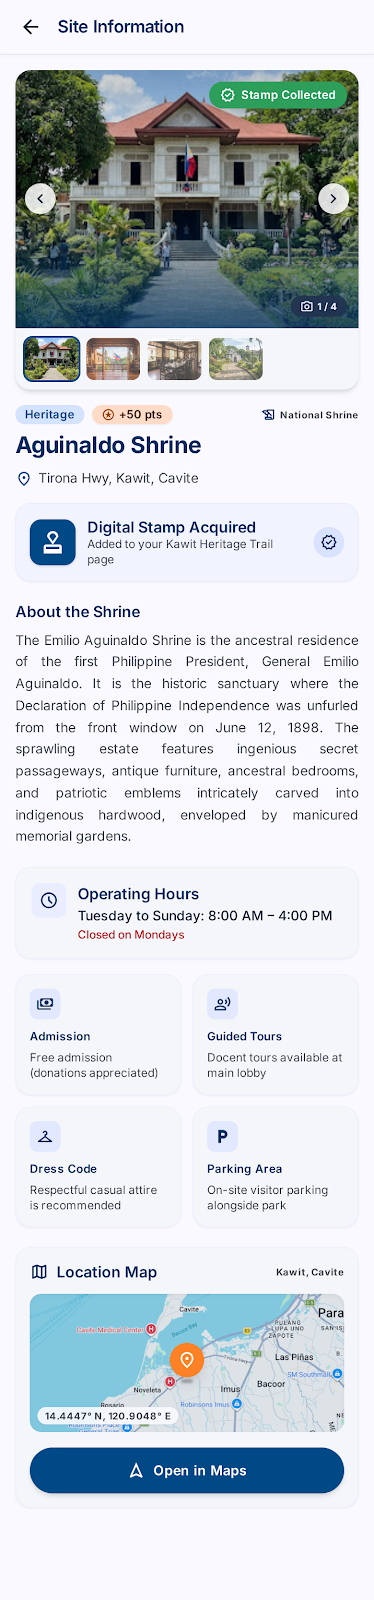 Site Information
Stamp Collected
1 / 4
Heritage
+50 pts
National Shrine
Aguinaldo Shrine
Tirona Hwy, Kawit, Cavite
Digital Stamp Acquired
Added to your Kawit Heritage Trail
page
About the Shrine
The Emilio Aguinaldo Shrine is the ancestral residence
of the first Philippine President, General Emilio
Aguinaldo. It is the historic sanctuary where the
Declaration of Philippine Independence was unfurled
from the front window on June 12, 1898. The
sprawling estate features ingenious secret
passageways, antique furniture, ancestral bedrooms,
and patriotic emblems intricately carved into
indigenous hardwood, enveloped by manicured
memorial gardens.
Operating Hours
Tuesday to Sunday: 8:00 AM – 4:00 PM
Closed on Mondays
Admission
Free admission
(donations appreciated)
Guided Tours
Docent tours available at
main lobby
Dress Code
Respectful casual attire
is recommended
P
Parking Area
On-site visitor parking
alongside park
Location Map
Kawit, Cavite
Cavite
Cavite Medical Center
H
Bacoor Bay
PULANG
LUPA UNO
ZAPOTE
Para
Las Piñas
SM Southmall
Noveleta
H
Imus
Bacoor
Rosario
Robinsons Imus
14.4447° N, 120.9048° E
Open in Maps